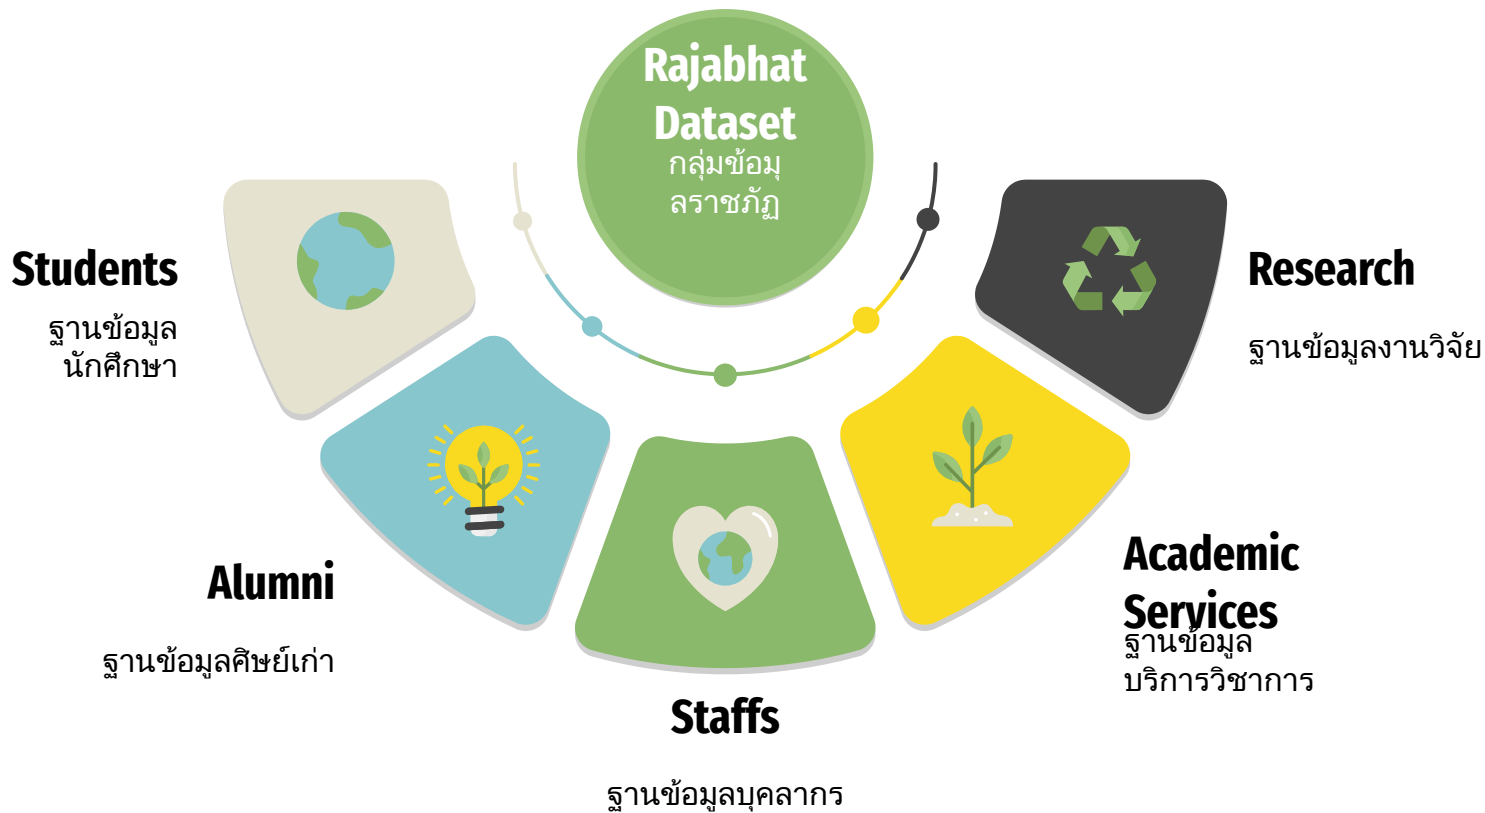 Rajabhat
Dataset
กลุ่มข้อมุ
ลราชภัฏ
Students
ฐานข้อมูล
นักศึกษา
Alumni
ฐานข้อมูลศิษย์เก่า
Staffs
ฐานข้อมูลบุคลากร
Academic
Services
ฐานข้อมูล
บริการวิชาการ
Research
ฐานข้อมูลงานวิจัย